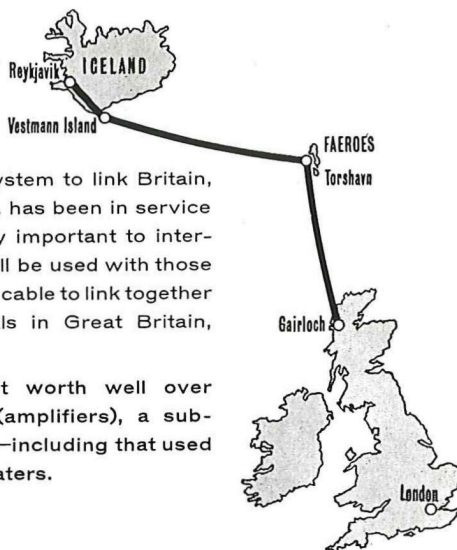 Reykjavik
ICELAND
Vestmann Island
FAEROES
Torshavn
ystem to link Britain,
has been in service
y important to inter-
ll be used with those
cable to link together
ls in Great Britain,
Gairloch
t worth well over
(amplifiers), a sub-
—including that used
aters.
London